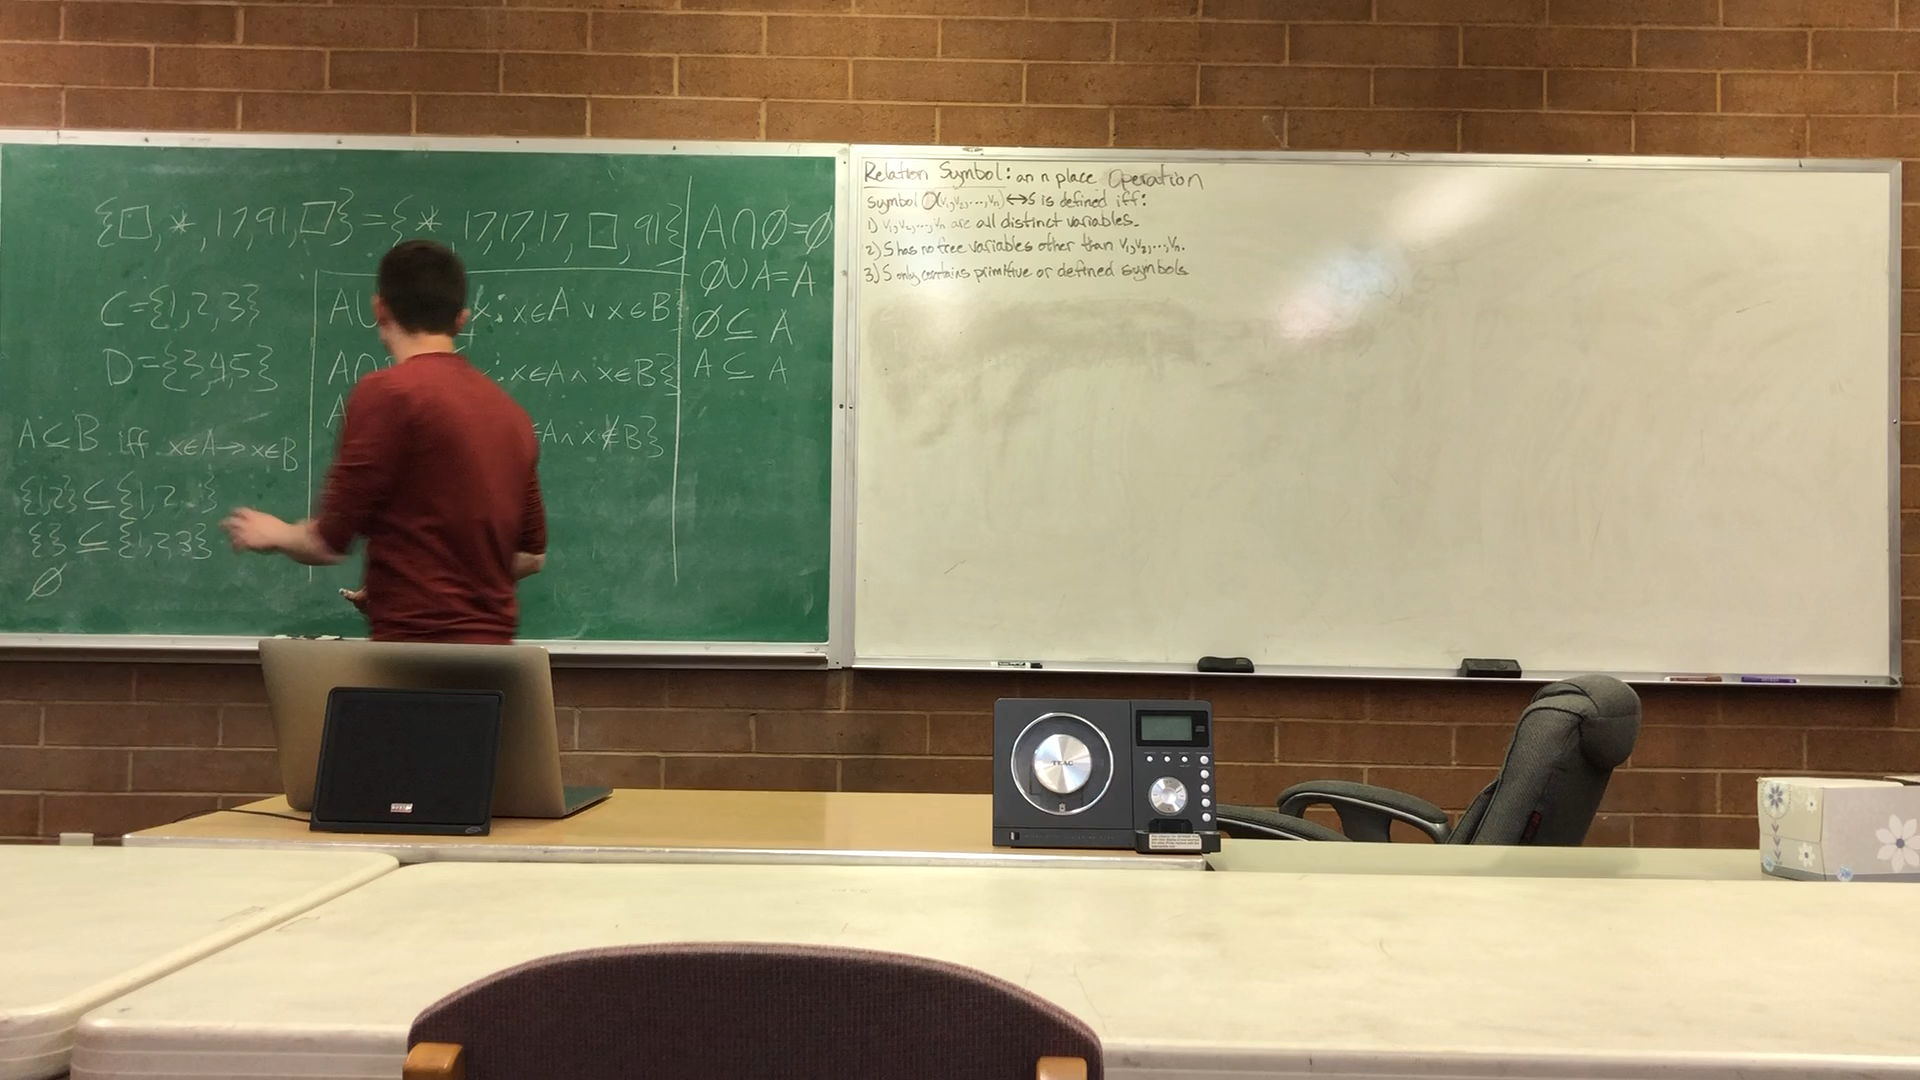 {□, *, 17, 91, □} = {*, 17, 17, 17, □, 91}
C = {1, 2, 3}
D = {3, 4, 5}
A ⊆ B iff x∈A → x∈B
{1, 2} ⊆ {1, 2
{} ⊆ {1, 2, 3}
∅
A∪ x : x∈A ∨ x∈B}
A∩ : x∈A ∧ x∈B}
A ∈A ∧ x∉B}
A∩∅=∅
∅∪A=A
∅ ⊆ A
A ⊆ A
Relation Symbol: an n place Operation
symbol O(v₁,v₂,...,vₙ) ↔ S is defined iff:
1) v₁,v₂,...,vₙ are all distinct variables.
2) S has no free variables other than v₁,v₂,...,vₙ.
3) S only contains primitive or defined symbols
TEAC